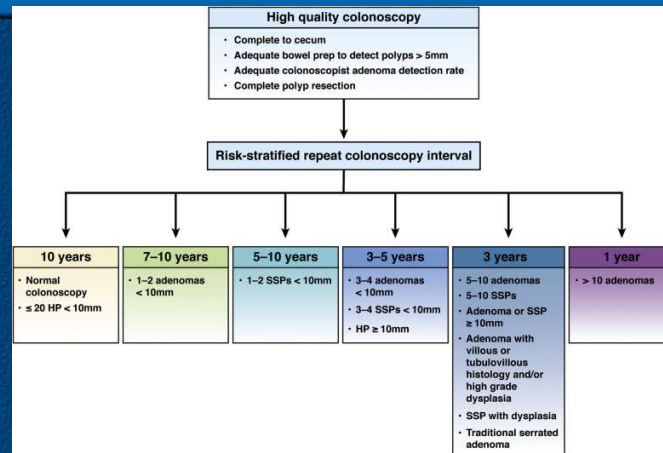 High quality colonoscopy
• Complete to cecum
• Adequate bowel prep to detect polyps > 5mm
• Adequate colonoscopist adenoma detection rate
• Complete polyp resection
Risk-stratified repeat colonoscopy interval
10 years
• Normal
colonoscopy
• ≤ 20 HP < 10mm
7–10 years
• 1–2 adenomas
< 10mm
5–10 years
• 1–2 SSPs < 10mm
3–5 years
• 3–4 adenomas
< 10mm
• 3–4 SSPs < 10mm
• HP ≥ 10mm
3 years
• 5–10 adenomas
• 5–10 SSPs
• Adenoma or SSP
≥ 10mm
• Adenoma with
villous or
tubulovillous
histology and/or
high grade
dysplasia
• SSP with dysplasia
• Traditional serrated
adenoma
1 year
• > 10 adenomas